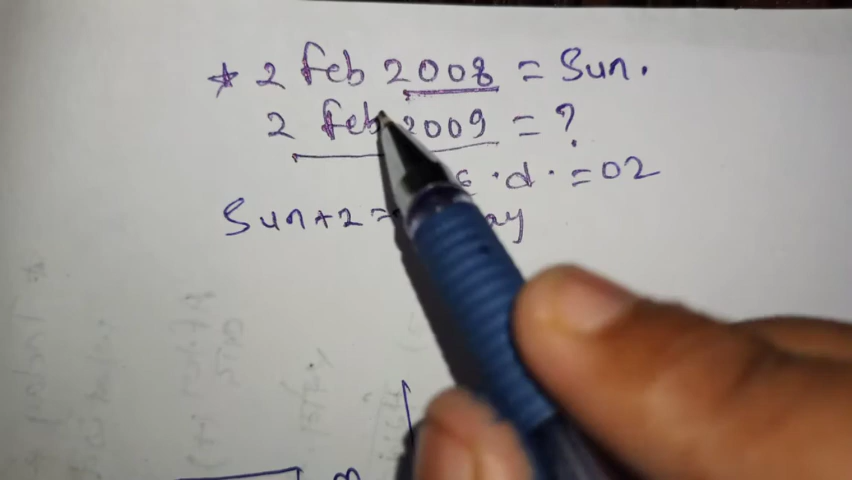 * 2 Feb 2008 = Sun.
2 Feb 2009 = ?
· d · = 02
Sun + 2 =